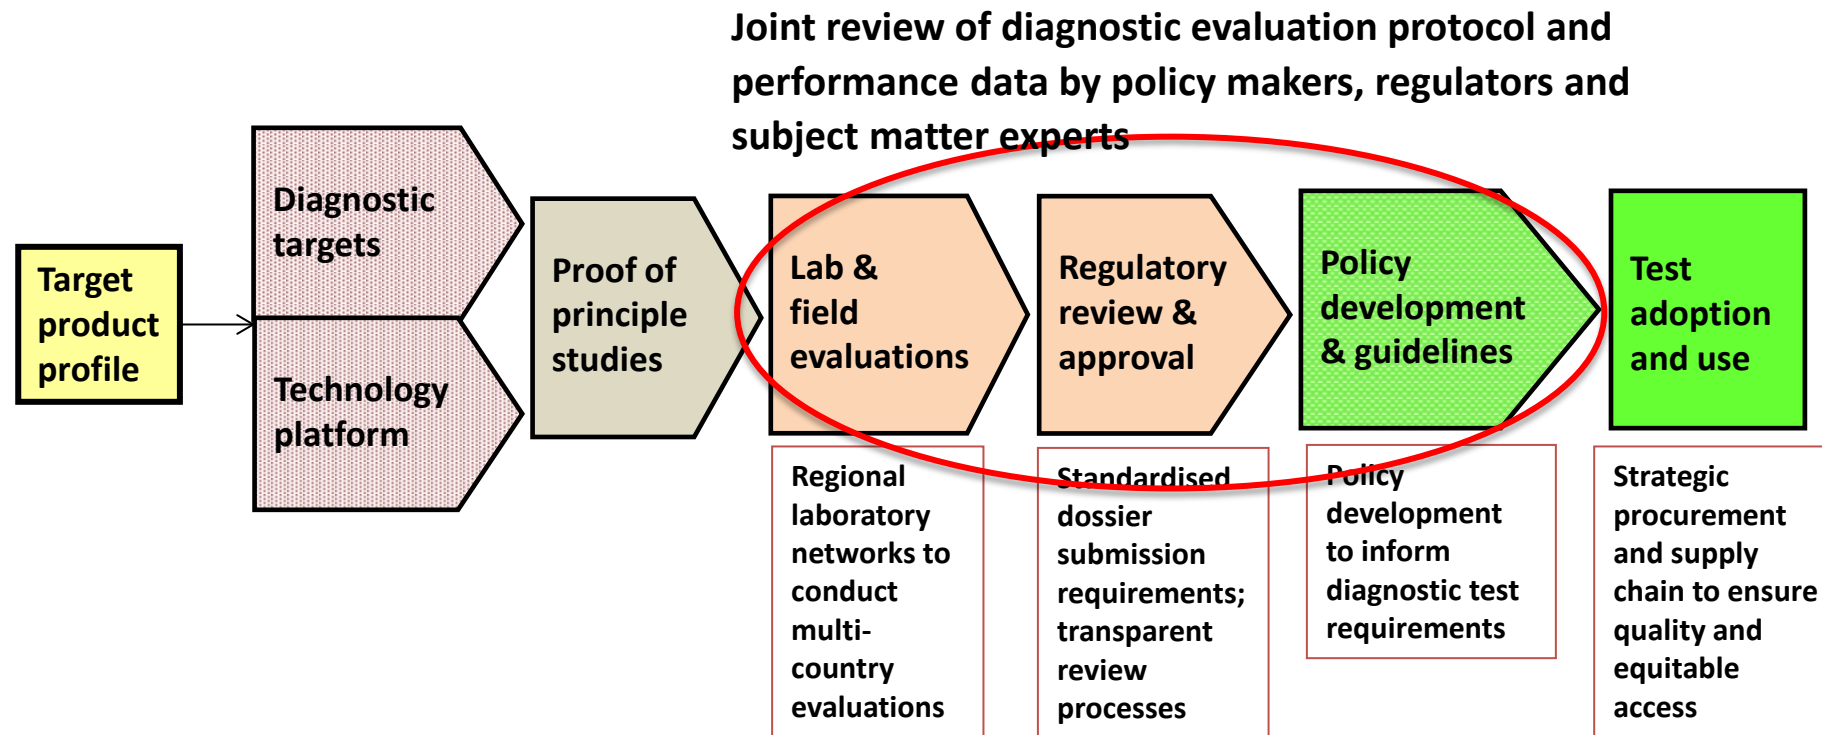 Joint review of diagnostic evaluation protocol and
performance data by policy makers, regulators and
subject matter experts
Target
product
profile
Diagnostic
targets
Technology
platform
Proof of
principle
studies
Lab &
field
evaluations
Regulatory
review &
approval
Policy
development
& guidelines
Test
adoption
and use
Regional
laboratory
networks to
conduct
multi-
country
evaluations
Standardised
dossier
submission
requirements;
transparent
review
processes
Policy
development
to inform
diagnostic test
requirements
Strategic
procurement
and supply
chain to ensure
quality and
equitable
access